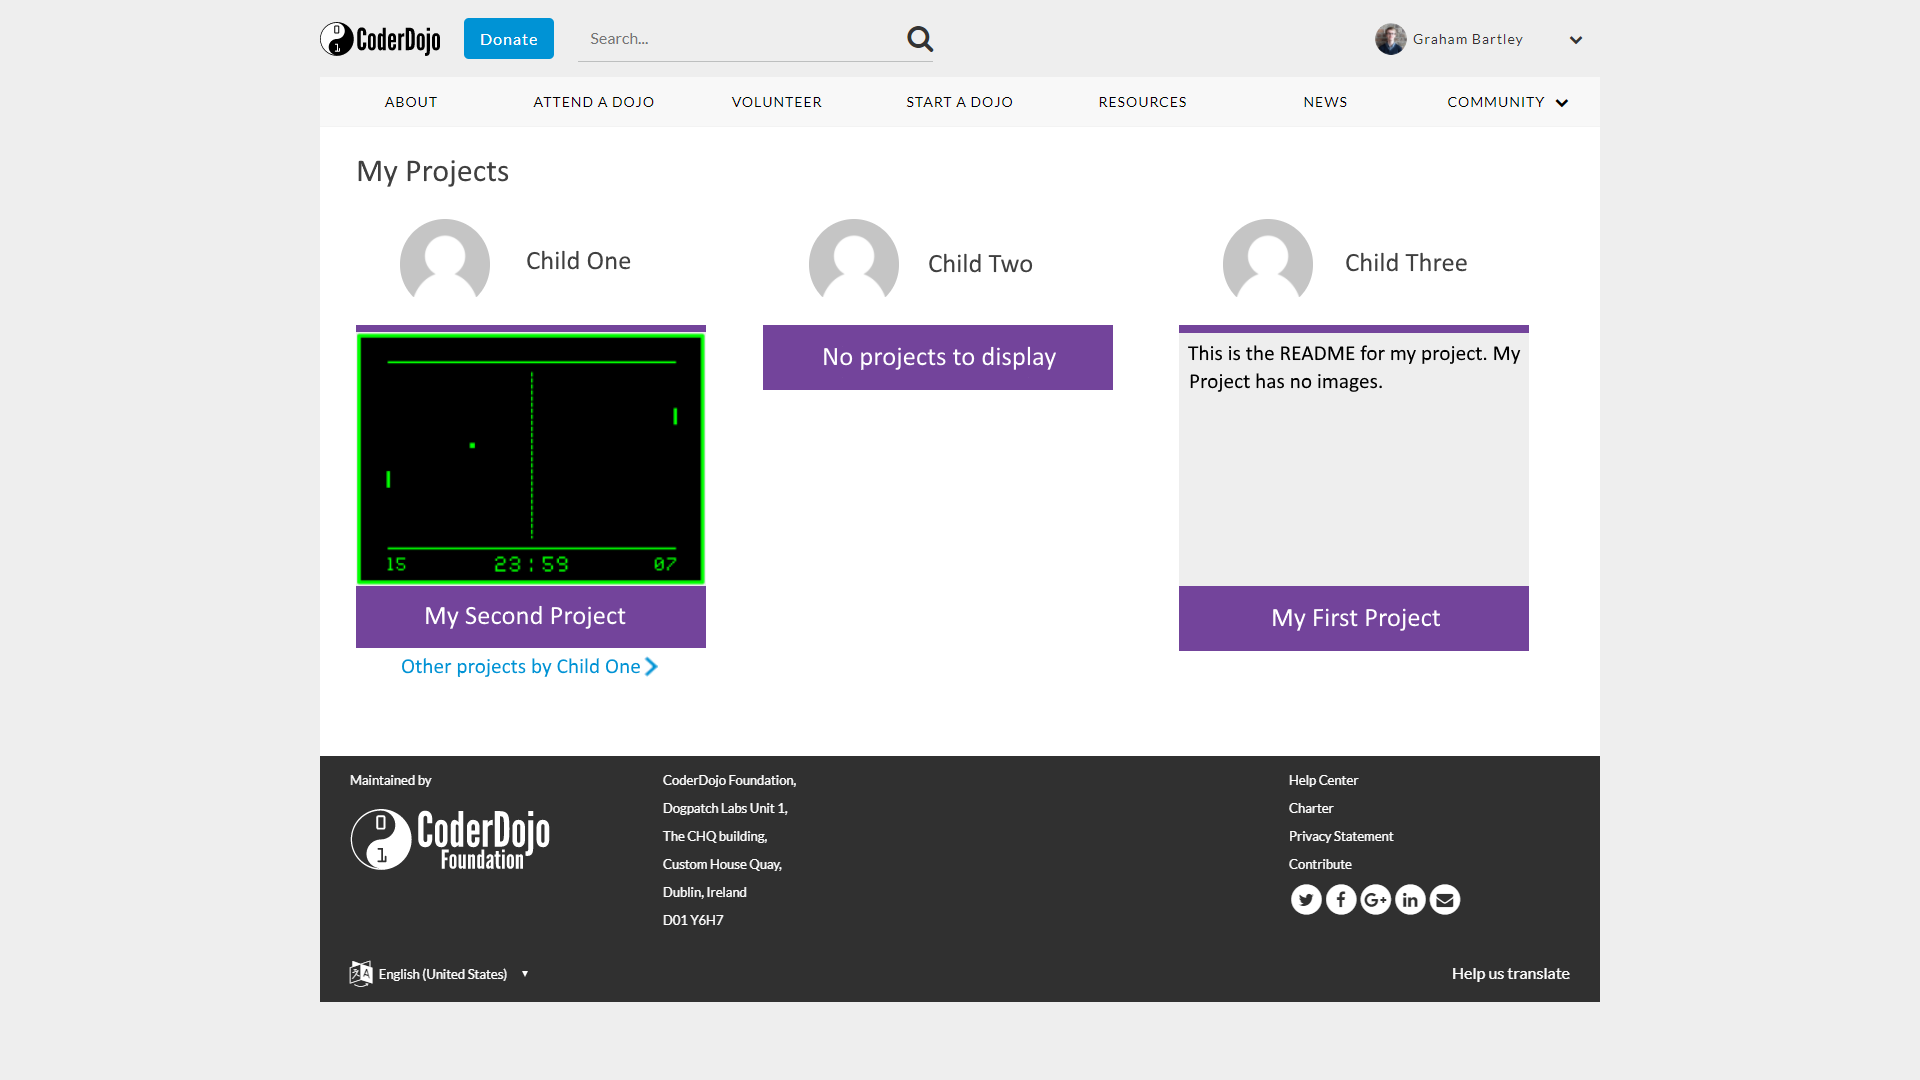 CoderDojo
Donate
Search...
Graham Bartley
ABOUT
ATTEND A DOJO
VOLUNTEER
START A DOJO
RESOURCES
NEWS
COMMUNITY
My Projects
Child One
Child Two
Child Three
15
23:59
07
My Second Project
Other projects by Child One
No projects to display
This is the README for my project. My
Project has no images.
My First Project
Maintained by
0
1
CoderDojo
Foundation
CoderDojo Foundation,
Dogpatch Labs Unit 1,
The CHQ building,
Custom House Quay,
Dublin, Ireland
D01 Y6H7
Help Center
Charter
Privacy Statement
Contribute
English (United States)
Help us translate